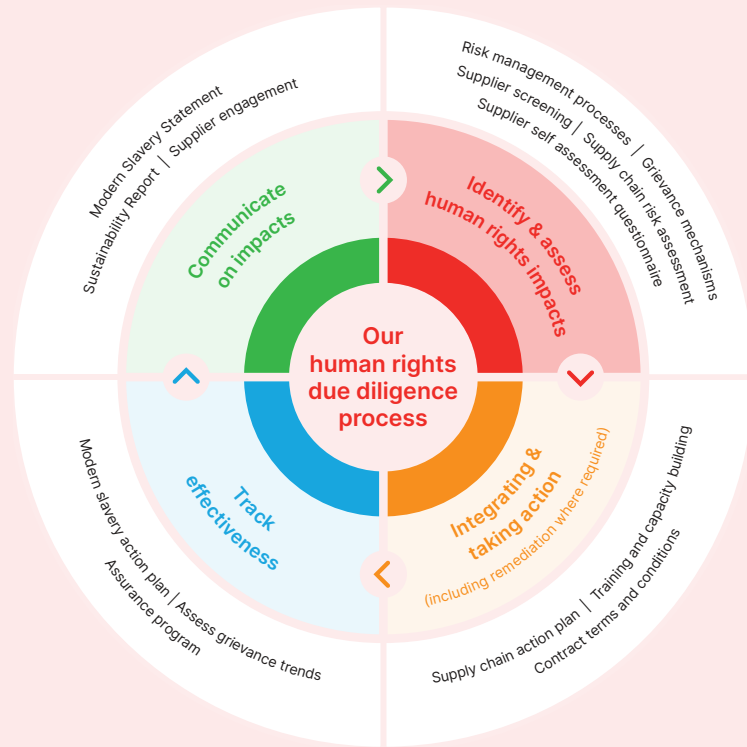 Our
human rights
due diligence
process
Identify & assess
human rights impacts
Risk management processes | Grievance mechanisms
Supplier screening | Supply chain risk assessment
Supplier self assessment questionnaire
Integrating &
taking action
(including remediation where required)
Supply chain action plan | Training and capacity building
Contract terms and conditions
Track
effectiveness
Modern slavery action plan | Assess grievance trends
Assurance program
Communicate
on impacts
Modern Slavery Statement
Sustainability Report | Supplier engagement